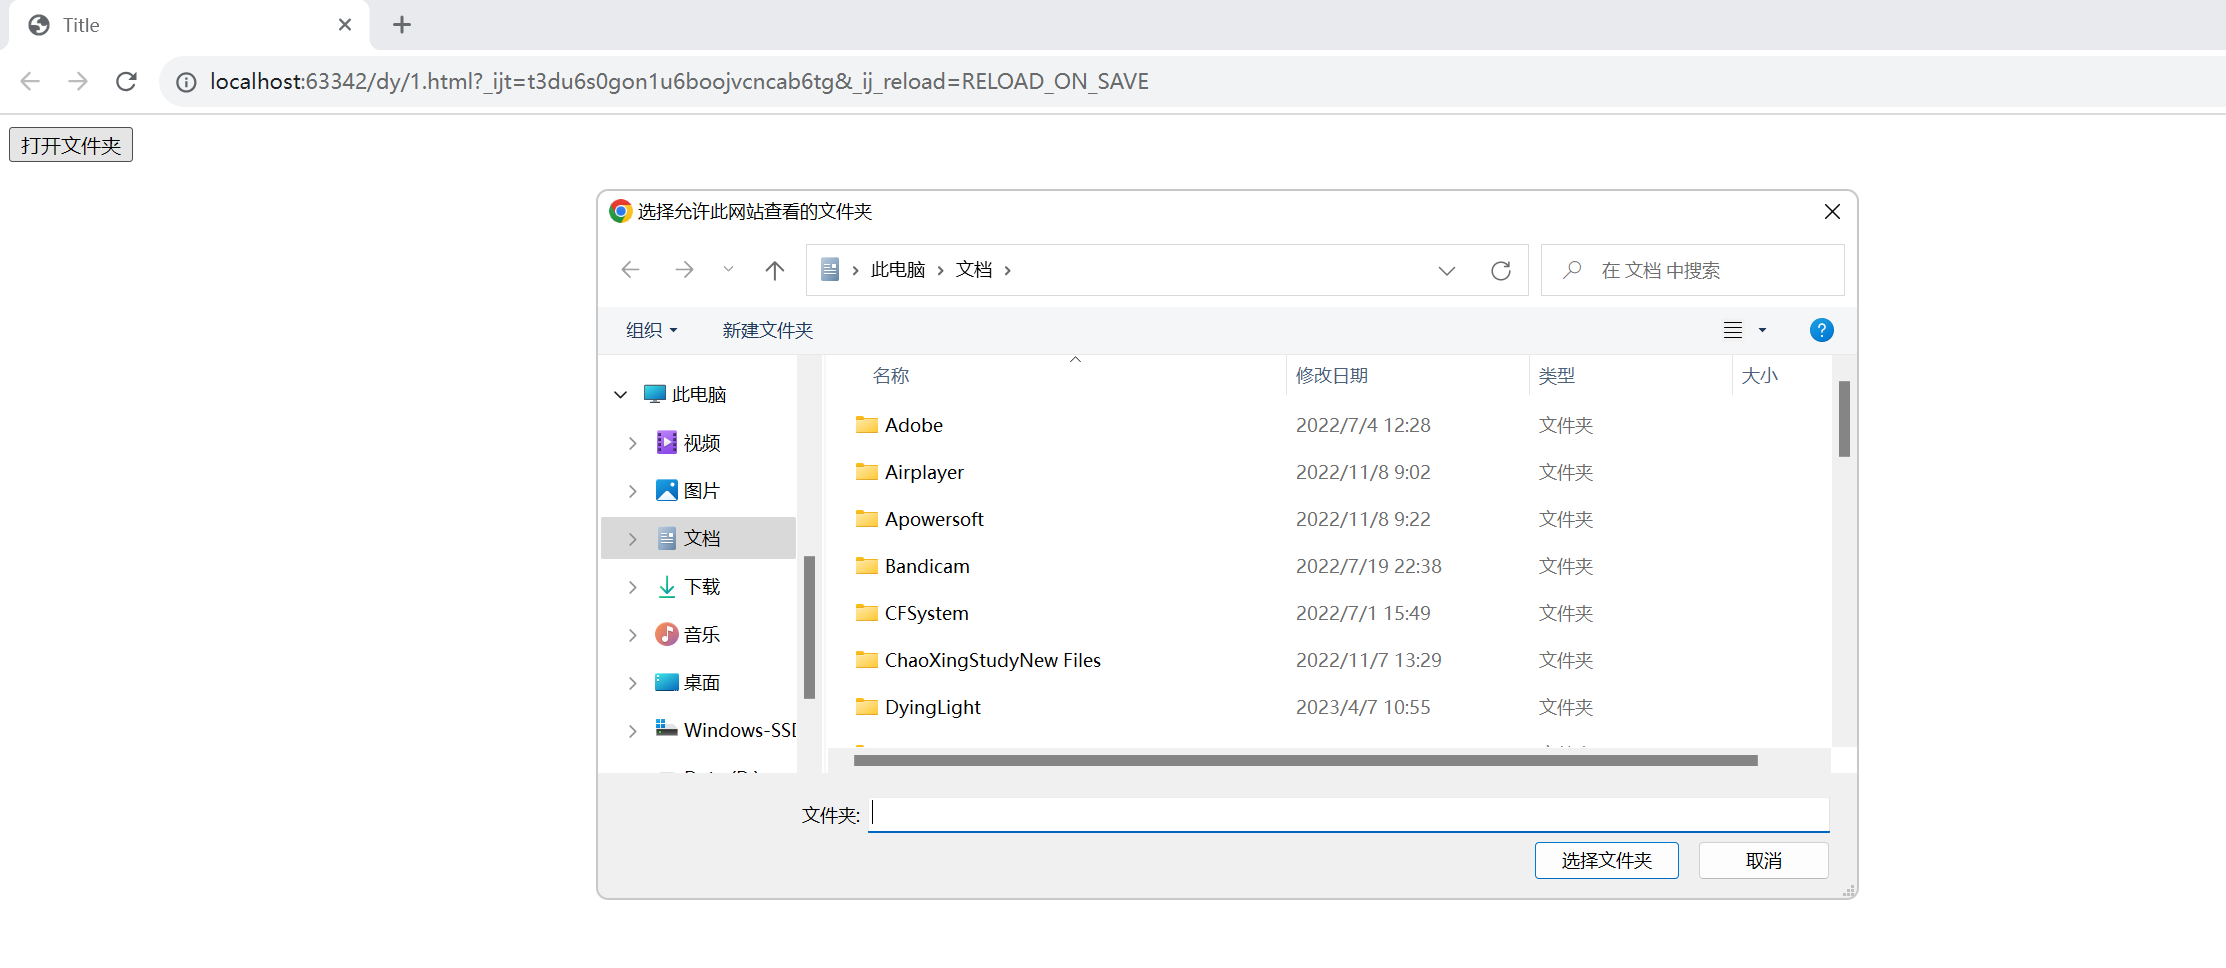 Title
localhost:63342/dy/1.html?_ijt=t3du6s0gon1u6boojvcncab6tg&_ij_reload=RELOAD_ON_SAVE
打开文件夹
选择允许此网站查看的文件夹
此电脑 文档
在 文档 中搜索
组织 新建文件夹
?
名称 修改日期 类型 大小
此电脑
视频
图片
文档
下载
音乐
桌面
Windows-SSD
Adobe 2022/7/4 12:28 文件夹
Airplayer 2022/11/8 9:02 文件夹
Apowersoft 2022/11/8 9:22 文件夹
Bandicam 2022/7/19 22:38 文件夹
CFSystem 2022/7/1 15:49 文件夹
ChaoXingStudyNew Files 2022/11/7 13:29 文件夹
DyingLight 2023/4/7 10:55 文件夹
文件夹:
选择文件夹 取消